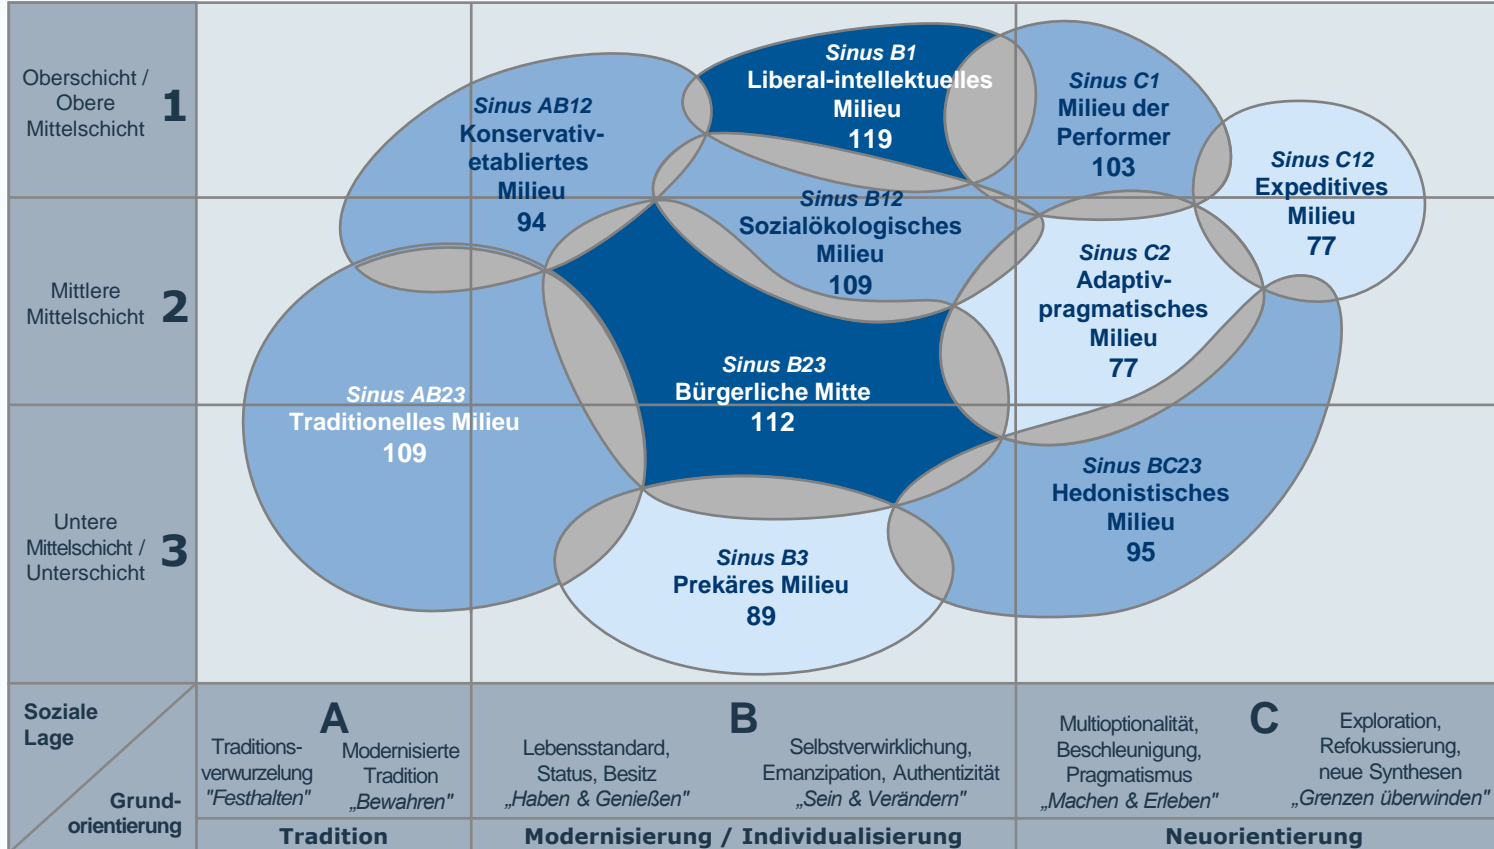 Oberschicht /
Obere
Mittelschicht
1
Mittlere
Mittelschicht
2
Untere
Mittelschicht /
Unterschicht
3
Sinus AB12
Konservativ-
etabliertes
Milieu
94
Sinus B1
Liberal-intellektuelles
Milieu
119
Sinus C1
Milieu der
Performer
103
Sinus C12
Expeditives
Milieu
77
Sinus B12
Sozialökologisches
Milieu
109
Sinus C2
Adaptiv-
pragmatisches
Milieu
77
Sinus AB23
Traditionelles Milieu
109
Sinus B23
Bürgerliche Mitte
112
Sinus BC23
Hedonistisches
Milieu
95
Sinus B3
Prekäres Milieu
89
Soziale
Lage
Grund-
orientierung
A
Traditions-
verwurzelung
"Festhalten"
Modernisierte
Tradition
„Bewahren"
B
Lebensstandard,
Status, Besitz
„Haben & Genießen"
Selbstverwirklichung,
Emanzipation, Authentizität
„Sein & Verändern"
C
Multioptionalität,
Beschleunigung,
Pragmatismus
„Machen & Erleben"
Exploration,
Refokussierung,
neue Synthesen
„Grenzen überwinden"
Tradition
Modernisierung / Individualisierung
Neuorientierung